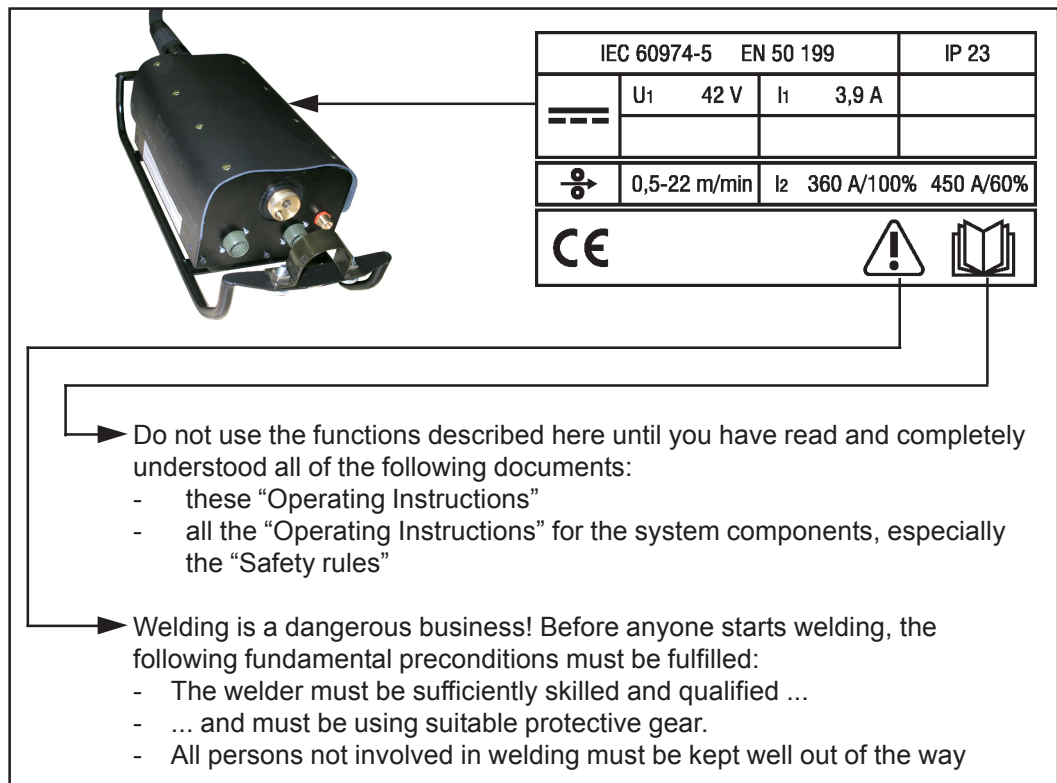 IEC 60974-5 EN 50 199 IP 23
U1 42 V I1 3,9 A
0,5-22 m/min I2 360 A/100% 450 A/60%
CE
Do not use the functions described here until you have read and completely
understood all of the following documents:
- these “Operating Instructions”
- all the “Operating Instructions” for the system components, especially
the “Safety rules”
Welding is a dangerous business! Before anyone starts welding, the
following fundamental preconditions must be fulfilled:
- The welder must be sufficiently skilled and qualified ...
- ... and must be using suitable protective gear.
- All persons not involved in welding must be kept well out of the way